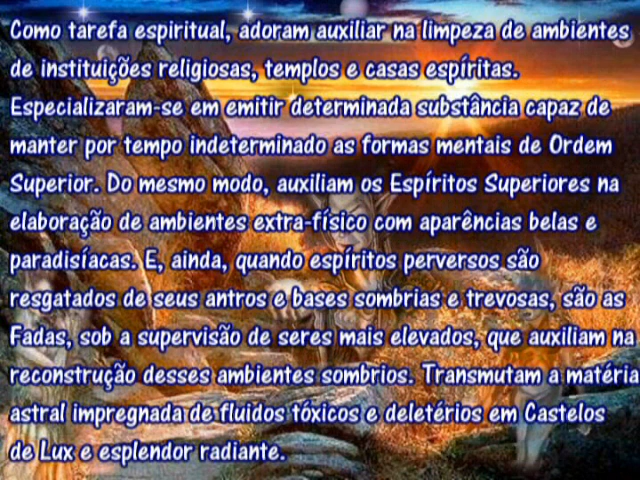 Como tarefa espiritual, adoram auxiliar na limpeza de ambientes
de instituições religiosas, templos e casas espíritas.
Especializaram-se em emitir determinada substância capaz de
manter por tempo indeterminado as formas mentais de Ordem
Superior. Do mesmo modo, auxiliam os Espíritos Superiores na
elaboração de ambientes extra-físico com aparências belas e
paradisíacas. E, ainda, quando espíritos perversos são
resgatados de seus antros e bases sombrias e trevosas, são as
Fadas, sob a supervisão de seres mais elevados, que auxiliam na
reconstrução desses ambientes sombrios. Transmutam a matéria
astral impregnada de fluidos tóxicos e deletérios em Castelos
de Lux e esplendor radiante.